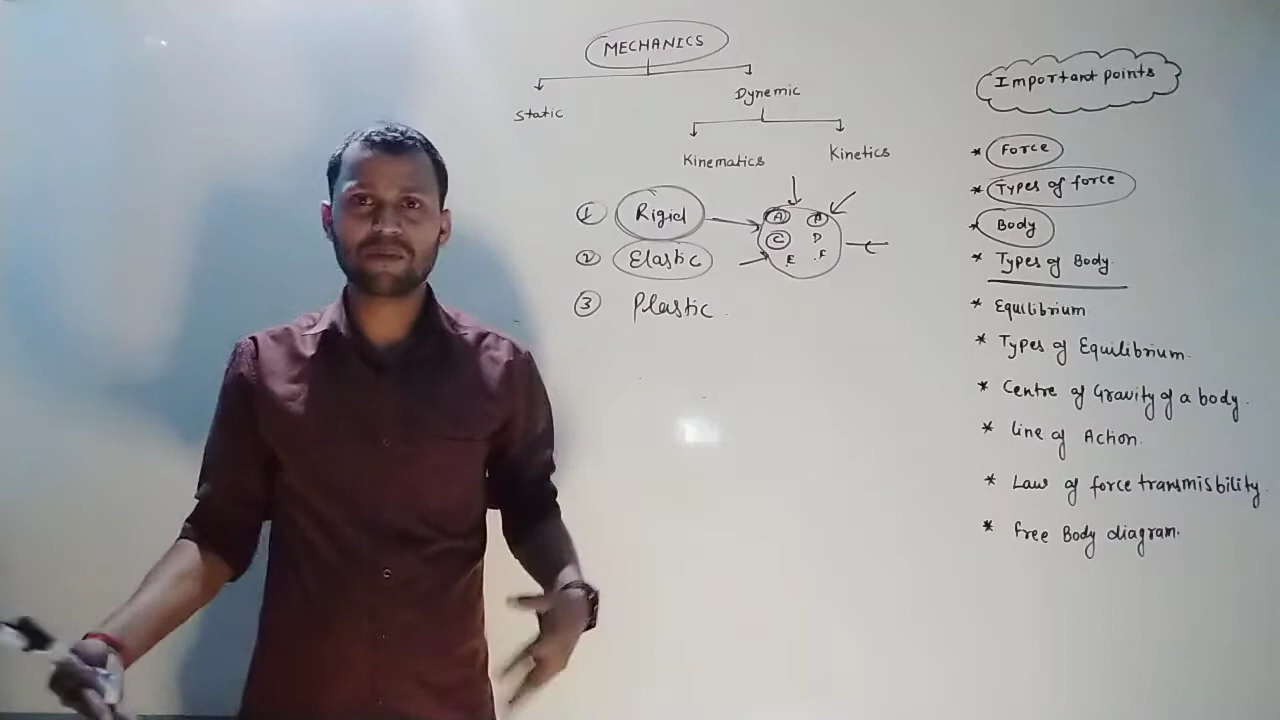 MECHANICS
Static
Dynemic
Kinematics
Kinetics
① Rigid
② Elastic
③ Plastic.
A B
C D
E F
Important points
* Force
* Types of force
* Body
* Types of Body.
* Equilibrium
* Types of Equilibrium.
* Centre of Gravity of a body.
* line of Action.
* Law of force transmisbility.
* free Body diagram.